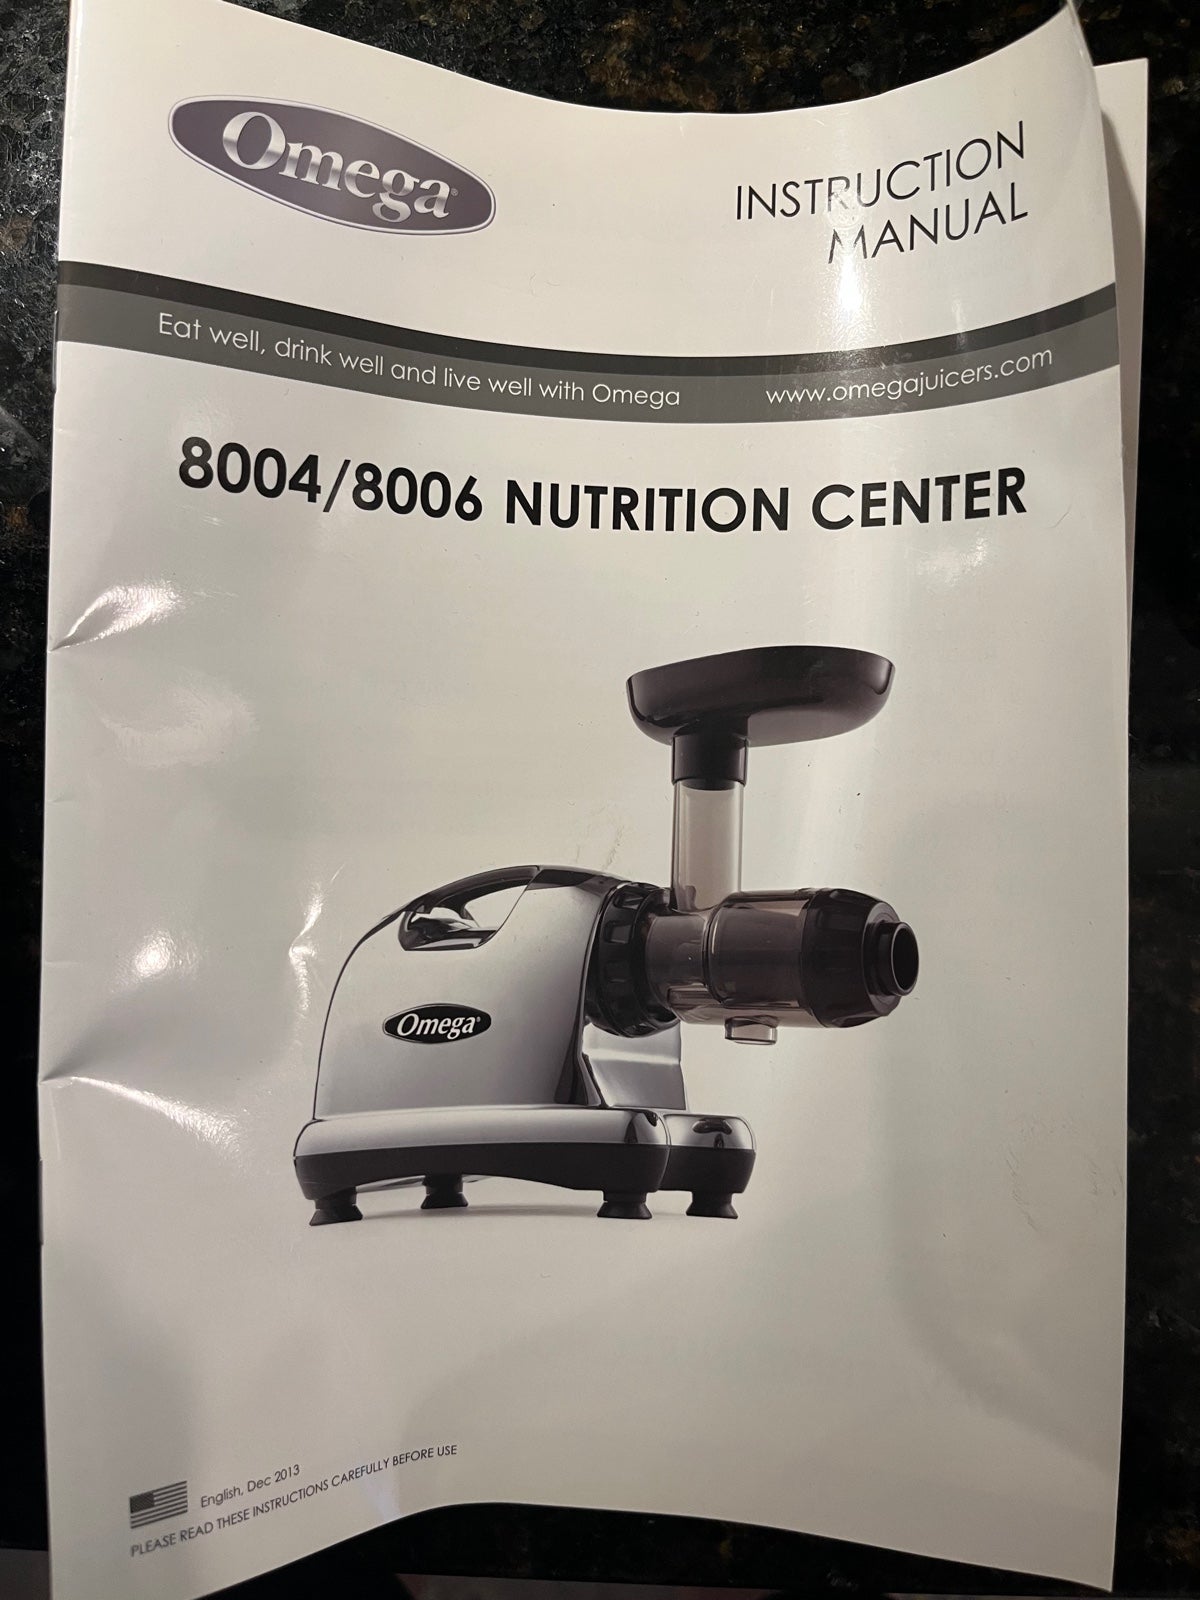 Omega
INSTRUCTION
MANUAL
Eat well, drink well and live well with Omega
www.omegajuicers.com
8004/8006 NUTRITION CENTER
Omega
English, Dec 2013
PLEASE READ THESE INSTRUCTIONS CAREFULLY BEFORE USE